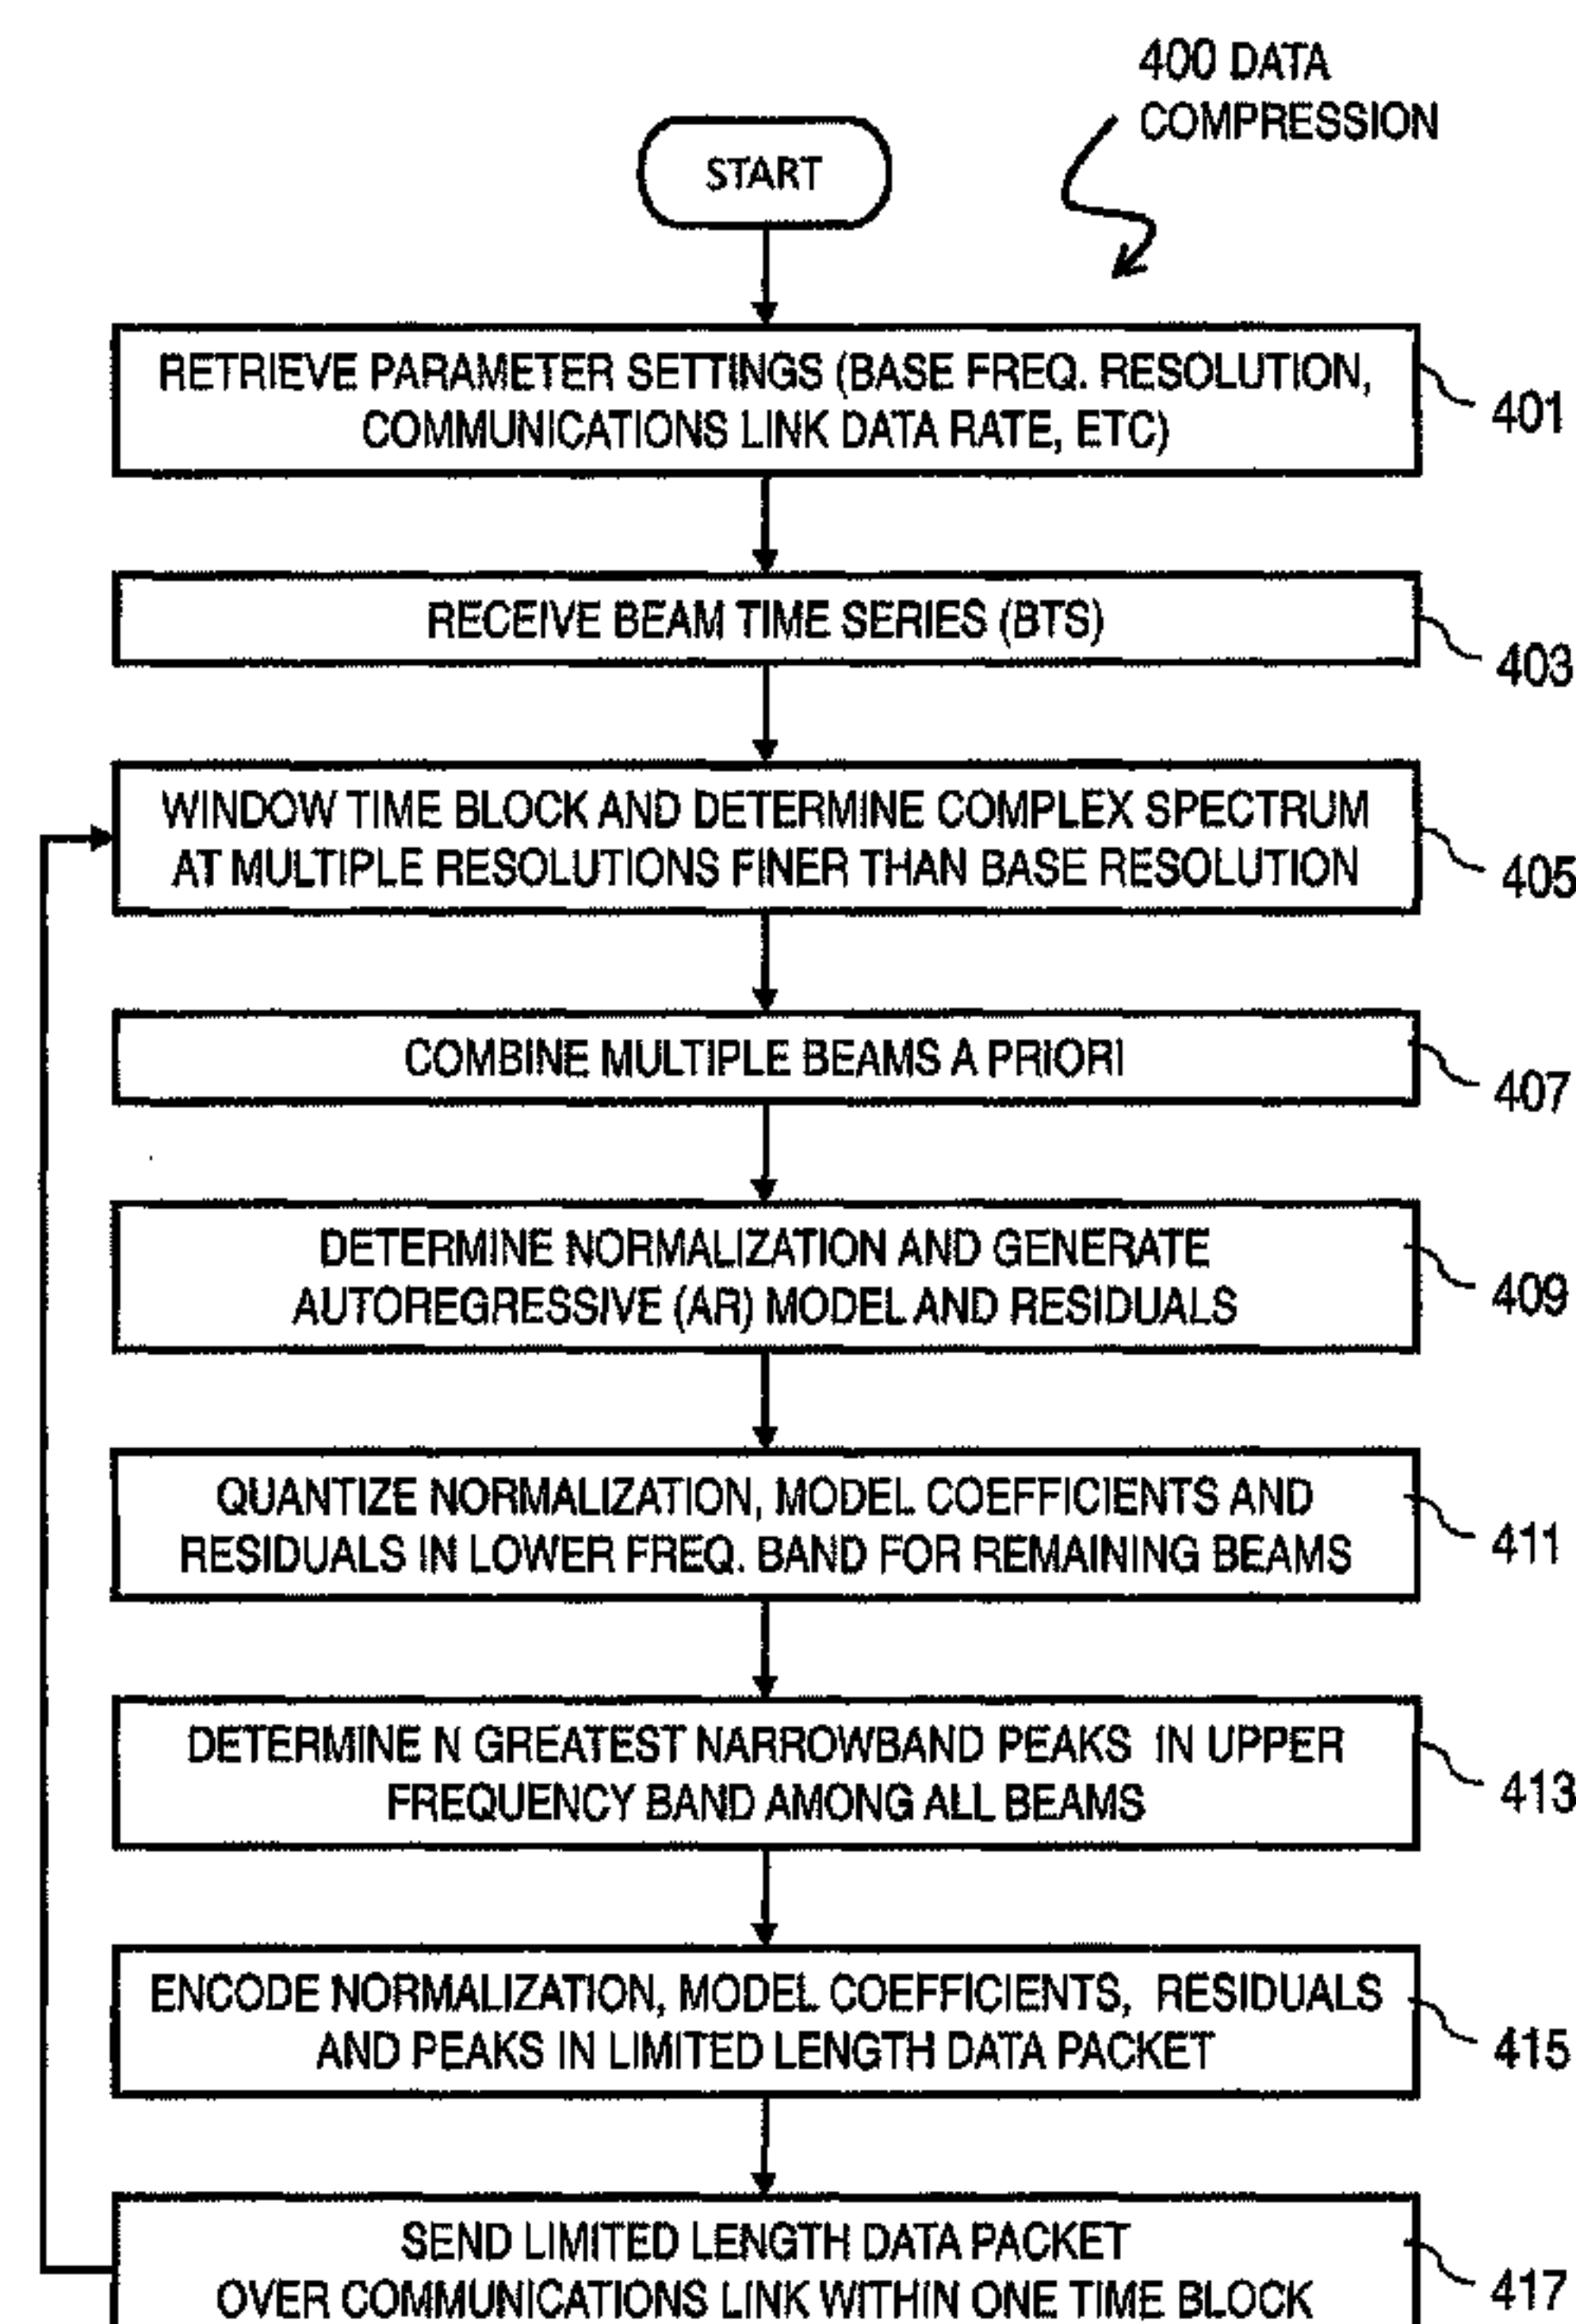 400 DATA
COMPRESSION
START
RETRIEVE PARAMETER SETTINGS (BASE FREQ. RESOLUTION,
COMMUNICATIONS LINK DATA RATE, ETC)
401
RECEIVE BEAM TIME SERIES (BTS)
403
WINDOW TIME BLOCK AND DETERMINE COMPLEX SPECTRUM
AT MULTIPLE RESOLUTIONS FINER THAN BASE RESOLUTION
405
COMBINE MULTIPLE BEAMS A PRIORI
407
DETERMINE NORMALIZATION AND GENERATE
AUTOREGRESSIVE (AR) MODEL AND RESIDUALS
409
QUANTIZE NORMALIZATION, MODEL COEFFICIENTS AND
RESIDUALS IN LOWER FREQ. BAND FOR REMAINING BEAMS
411
DETERMINE N GREATEST NARROWBAND PEAKS IN UPPER
FREQUENCY BAND AMONG ALL BEAMS
413
ENCODE NORMALIZATION, MODEL COEFFICIENTS, RESIDUALS
AND PEAKS IN LIMITED LENGTH DATA PACKET
415
SEND LIMITED LENGTH DATA PACKET
OVER COMMUNICATIONS LINK WITHIN ONE TIME BLOCK
417